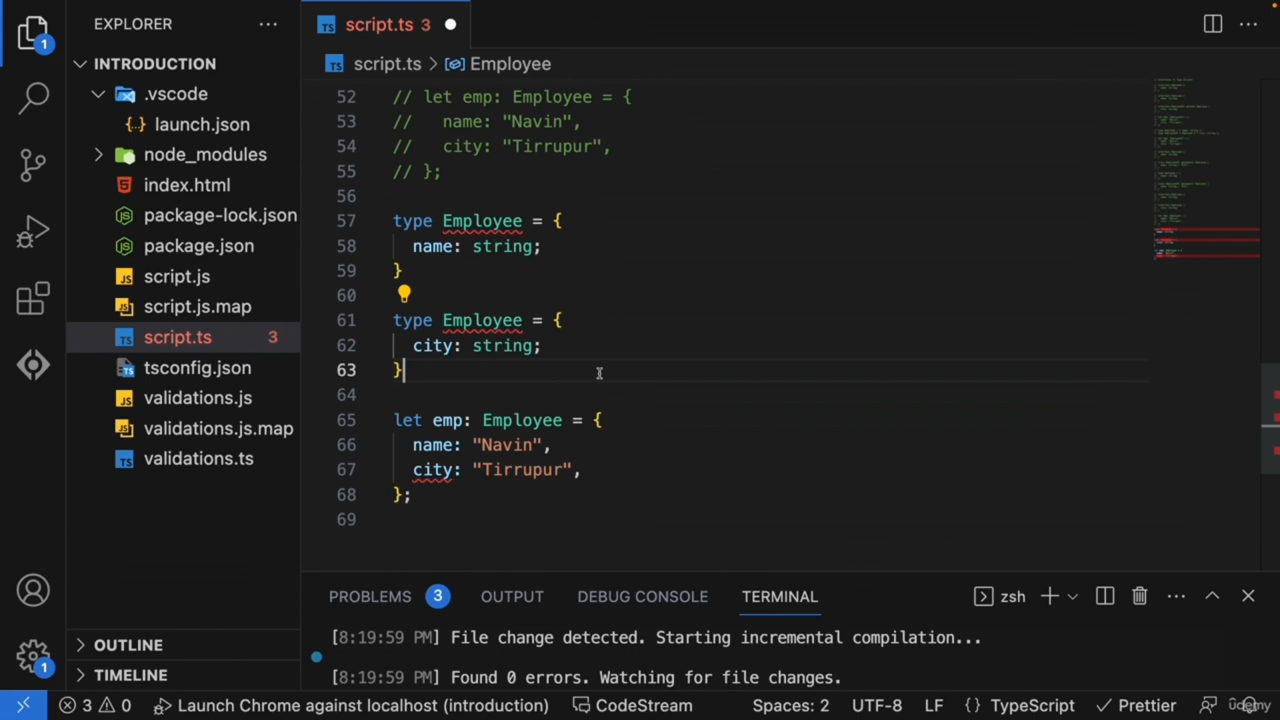 EXPLORER
INTRODUCTION
.vscode
launch.json
node_modules
index.html
package-lock.json
package.json
script.js
script.js.map
script.ts 3
tsconfig.json
validations.js
validations.js.map
validations.ts
OUTLINE
TIMELINE
1
1
TS script.ts 3
TS script.ts > Employee
52 // let emp: Employee = {
53 //   name: "Navin",
54 //   city: "Tirrupur",
55 // };
56
57 type Employee = {
58   name: string;
59 }
60
61 type Employee = {
62   city: string;
63 }
64
65 let emp: Employee = {
66   name: "Navin",
67   city: "Tirrupur",
68 };
69
PROBLEMS 3 OUTPUT DEBUG CONSOLE TERMINAL zsh
[8:19:59 PM] File change detected. Starting incremental compilation...
[8:19:59 PM] Found 0 errors. Watching for file changes.
3 0 Launch Chrome against localhost (introduction) CodeStream Spaces: 2 UTF-8 LF {} TypeScript Prettier
udemy